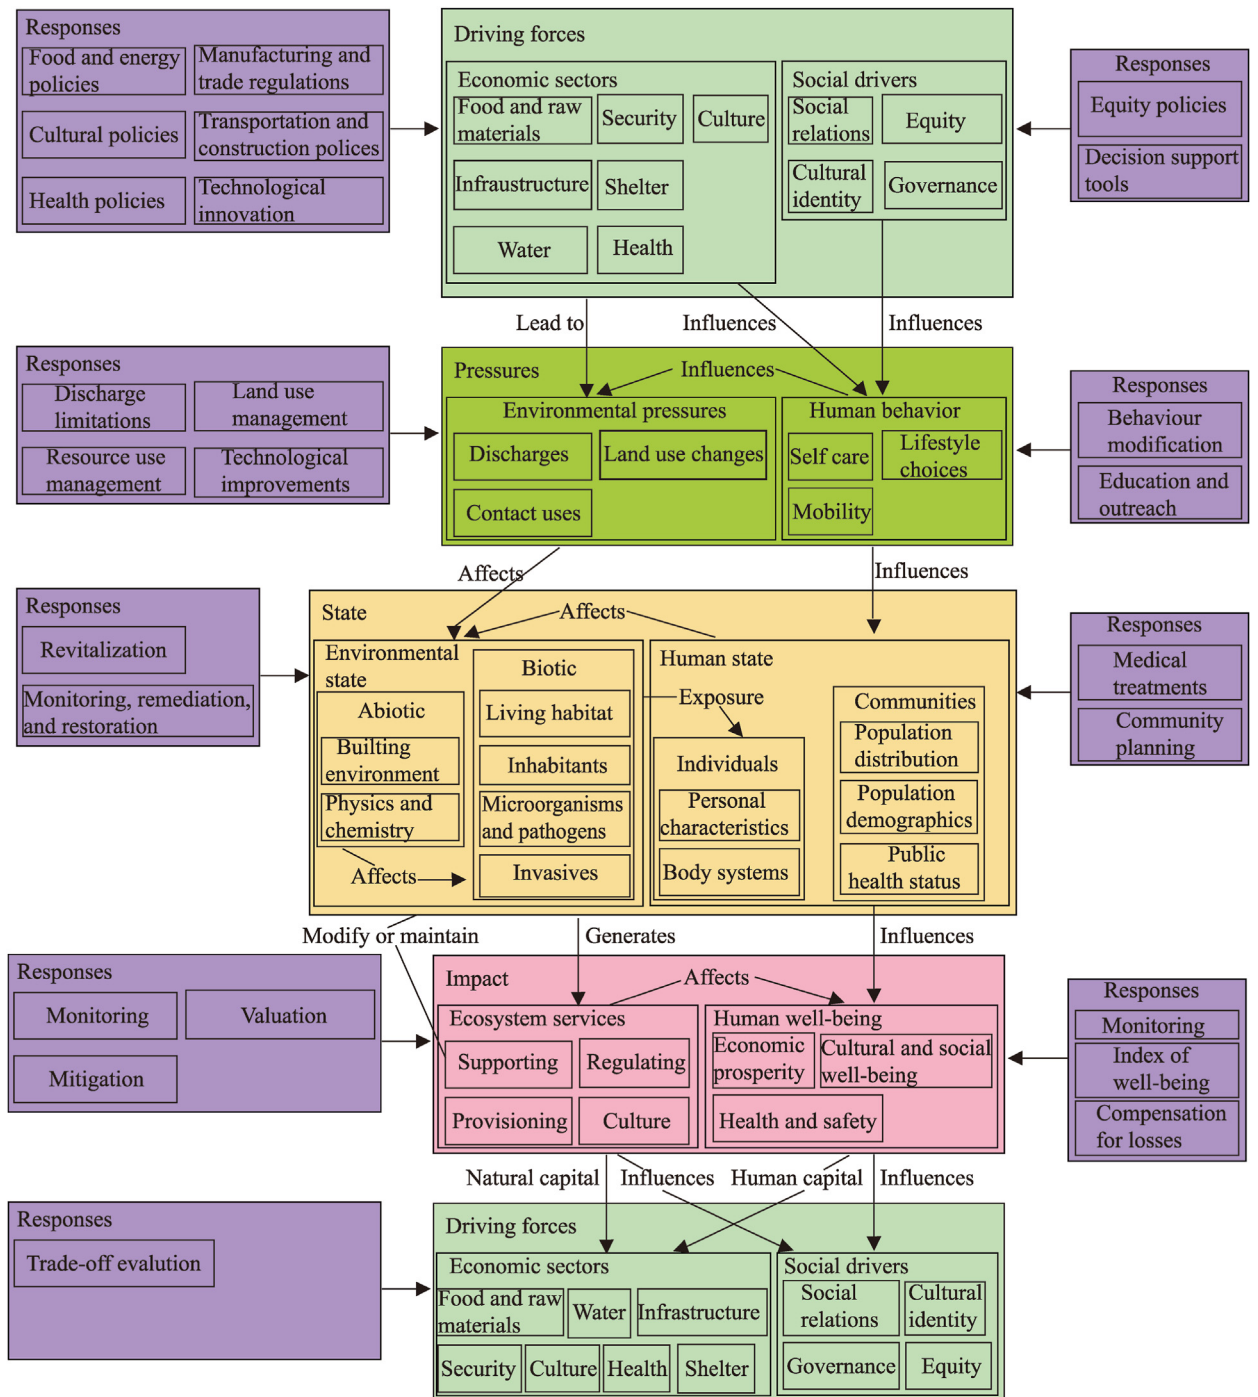 Responses
Food and energy
policies
Manufacturing and
trade regulations
Cultural policies
Transportation and
construction polices
Health policies
Technological
innovation
Driving forces
Economic sectors
Food and raw
materials
Security
Culture
Infraustructure
Shelter
Water
Health
Social drivers
Social
relations
Equity
Cultural
identity
Governance
Responses
Equity policies
Decision support
tools
Lead to
Influences
Influences
Responses
Discharge
limitations
Land use
management
Resource use
management
Technological
improvements
Pressures
Influences
Environmental pressures
Discharges
Land use changes
Contact uses
Human behavior
Self care
Lifestyle
choices
Mobility
Responses
Behaviour
modification
Education and
outreach
Affects
Influences
Responses
Revitalization
Monitoring, remediation,
and restoration
State
Affects
Environmental
state
Abiotic
Builting
environment
Physics and
chemistry
Affects
Biotic
Living habitat
Inhabitants
Microorganisms
and pathogens
Invasives
Human state
Exposure
Individuals
Personal
characteristics
Body systems
Communities
Population
distribution
Population
demographics
Public
health status
Responses
Medical
treatments
Community
planning
Modify or maintain
Generates
Influences
Responses
Monitoring
Valuation
Mitigation
Impact
Affects
Ecosystem services
Supporting
Regulating
Provisioning
Culture
Human well-being
Economic
prosperity
Cultural and social
well-being
Health and safety
Responses
Monitoring
Index of
well-being
Compensation
for losses
Natural capital
Influences
Human capital
Influences
Responses
Trade-off evalution
Driving forces
Economic sectors
Food and raw
materials
Water
Infrastructure
Security
Culture
Health
Shelter
Social drivers
Social
relations
Cultural
identity
Governance
Equity